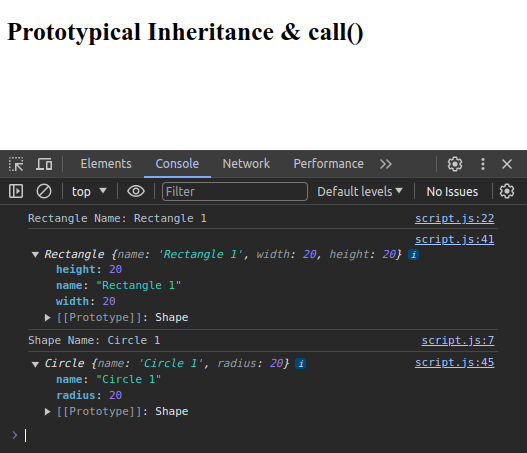 Prototypical Inheritance & call()
Elements Console Network Performance
top Filter Default levels No Issues
Rectangle Name: Rectangle 1 script.js:22
script.js:41
Rectangle {name: 'Rectangle 1', width: 20, height: 20} i
height: 20
name: "Rectangle 1"
width: 20
[[Prototype]]: Shape
Shape Name: Circle 1 script.js:7
Circle {name: 'Circle 1', radius: 20} i script.js:45
name: "Circle 1"
radius: 20
[[Prototype]]: Shape